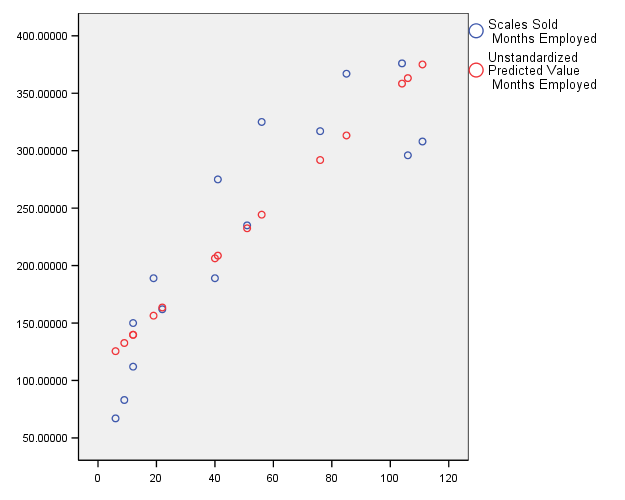 Scales Sold
Months Employed
Unstandardized
Predicted Value
Months Employed
400.00000
350.00000
300.00000
250.00000
200.00000
150.00000
100.00000
50.00000
0 20 40 60 80 100 120